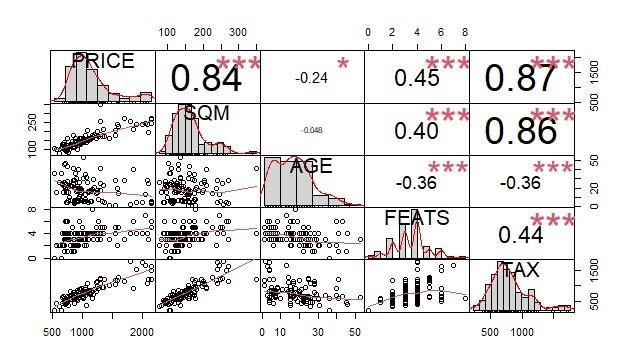 0 2 4 6 8
100 200 300
PRICE 0.84 *** -0.24 * 0.45 *** 0.87 *** 500 1500
100 250 SQM -0.048 0.40 *** 0.86 ***
AGE -0.36 *** -0.36 *** 0 20 50
0 4 8 FEATS 0.44 ***
TAX 500 1500
500 1000 2000 0 10 30 50 500 1000